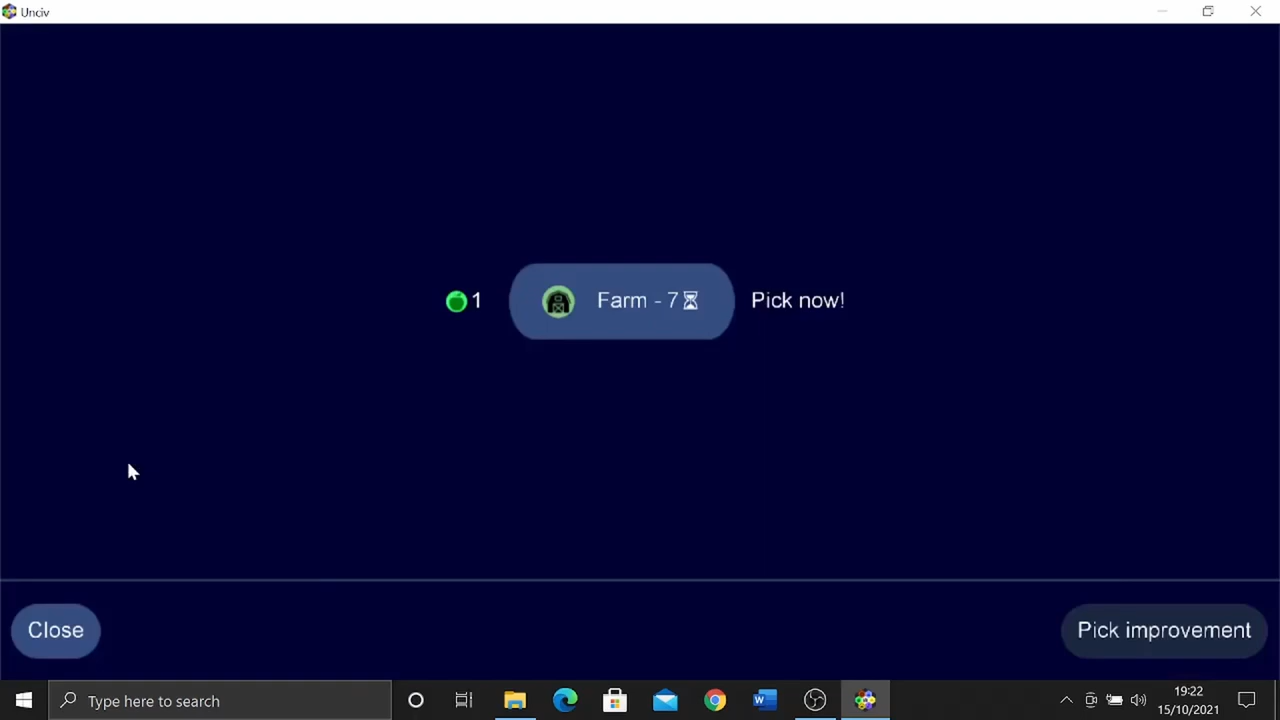 Unciv
1
Farm - 7
Pick now!
Close
Pick improvement
Type here to search
19:22
15/10/2021